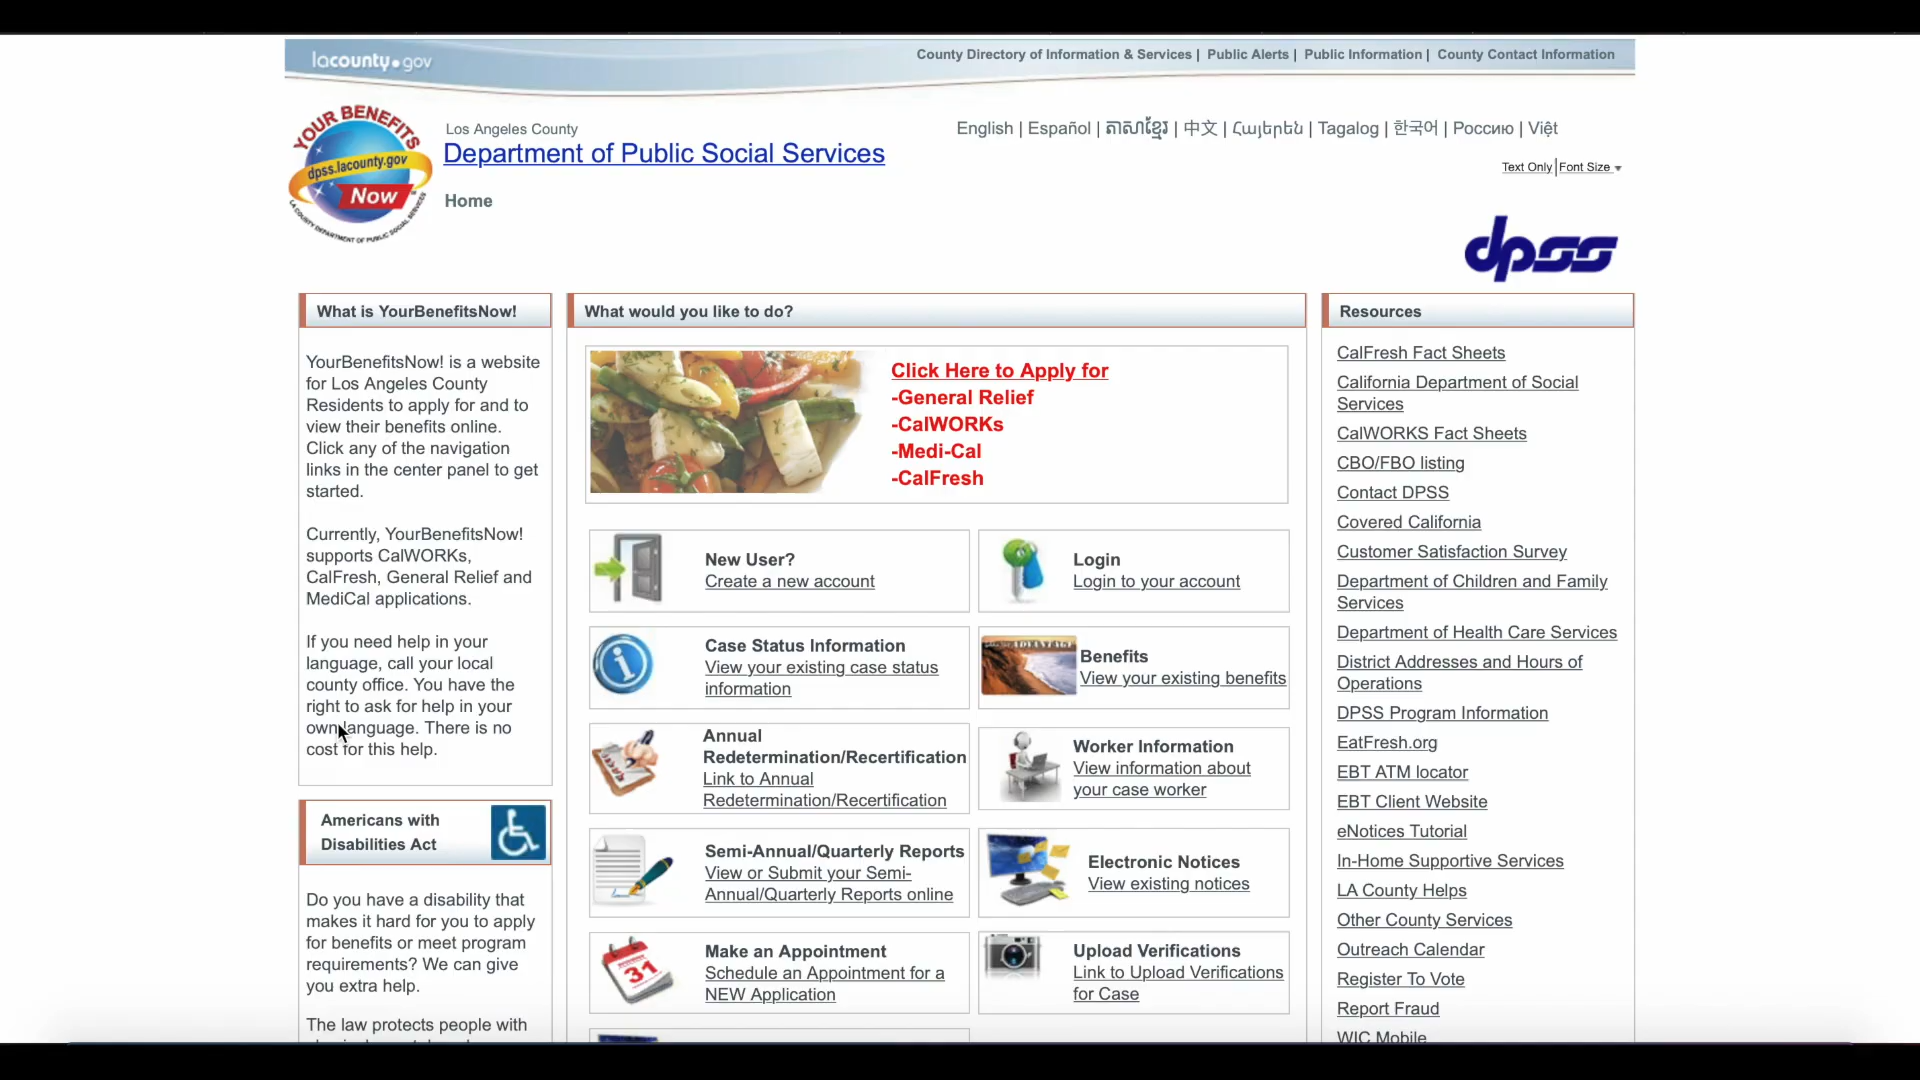 lacounty.gov
County Directory of Information & Services | Public Alerts | Public Information | County Contact Information
YOUR BENEFITS
dpss.lacounty.gov
Now
LA COUNTY DEPARTMENT OF PUBLIC SOCIAL SERVICES
Los Angeles County
Department of Public Social Services
Home
English | Español | ភាសាខ្មែរ | 中文 | Հայերեն | Tagalog | 한국어 | Россию | Việt
Text Only | Font Size
dpss
What is YourBenefitsNow!
YourBenefitsNow! is a website
for Los Angeles County
Residents to apply for and to
view their benefits online.
Click any of the navigation
links in the center panel to get
started.
Currently, YourBenefitsNow!
supports CalWORKs,
CalFresh, General Relief and
MediCal applications.
If you need help in your
language, call your local
county office. You have the
right to ask for help in your
own language. There is no
cost for this help.
Americans with
Disabilities Act
Do you have a disability that
makes it hard for you to apply
for benefits or meet program
requirements? We can give
you extra help.
The law protects people with
What would you like to do?
Click Here to Apply for
-General Relief
-CalWORKs
-Medi-Cal
-CalFresh
New User?
Create a new account
Login
Login to your account
Case Status Information
View your existing case status
information
ADVANTAGE
Benefits
View your existing benefits
Annual
Redetermination/Recertification
Link to Annual
Redetermination/Recertification
Worker Information
View information about
your case worker
Semi-Annual/Quarterly Reports
View or Submit your Semi-
Annual/Quarterly Reports online
Electronic Notices
View existing notices
31
Make an Appointment
Schedule an Appointment for a
NEW Application
Upload Verifications
Link to Upload Verifications
for Case
Resources
CalFresh Fact Sheets
California Department of Social
Services
CalWORKS Fact Sheets
CBO/FBO listing
Contact DPSS
Covered California
Customer Satisfaction Survey
Department of Children and Family
Services
Department of Health Care Services
District Addresses and Hours of
Operations
DPSS Program Information
EatFresh.org
EBT ATM locator
EBT Client Website
eNotices Tutorial
In-Home Supportive Services
LA County Helps
Other County Services
Outreach Calendar
Register To Vote
Report Fraud
WIC Mobile